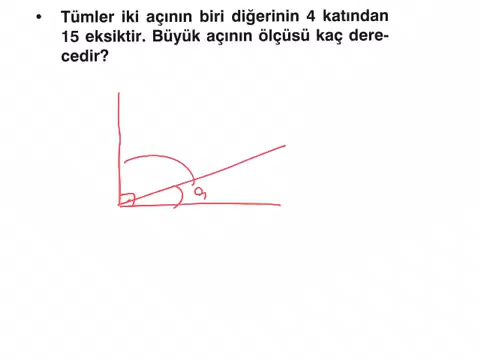 • Tümler iki açının biri diğerinin 4 katından
15 eksiktir. Büyük açının ölçüsü kaç dere-
cedir?
a